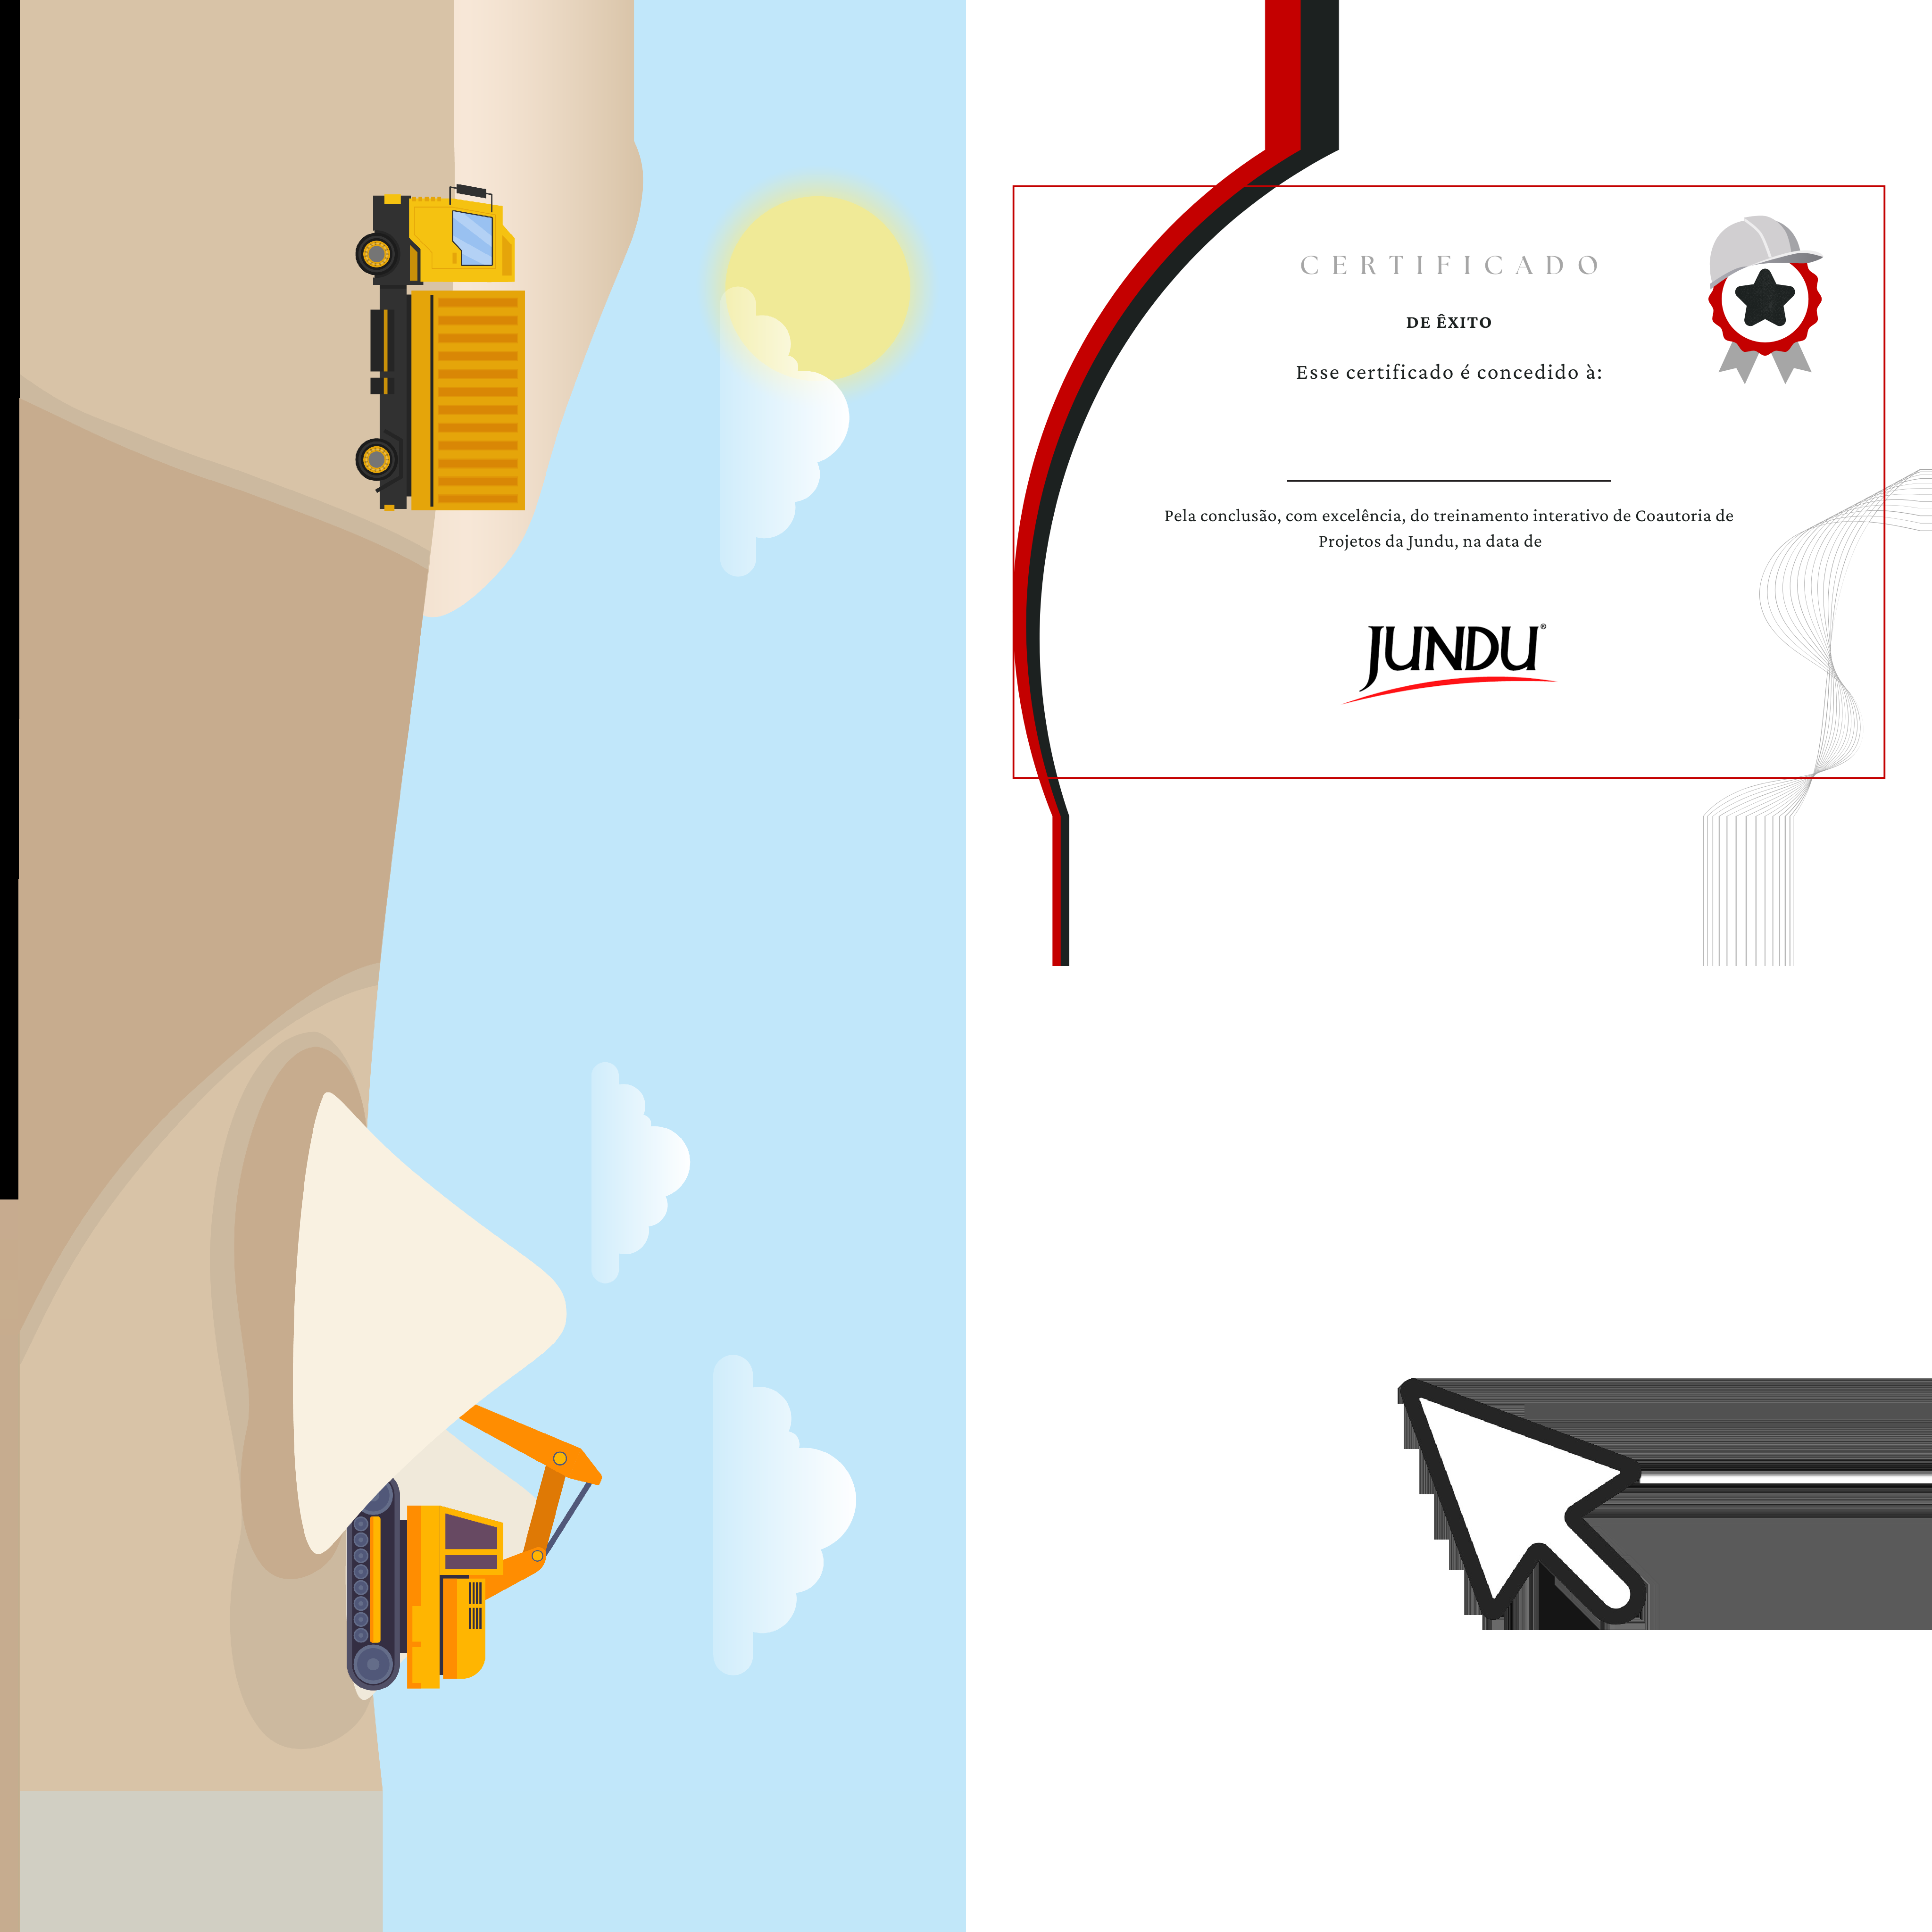 CERTIFICADO
DE ÊXITO
Esse certificado é concedido à:
Pela conclusão, com excelência, do treinamento interativo de Coautoria de
Projetos da Jundu, na data de
JUNDU®